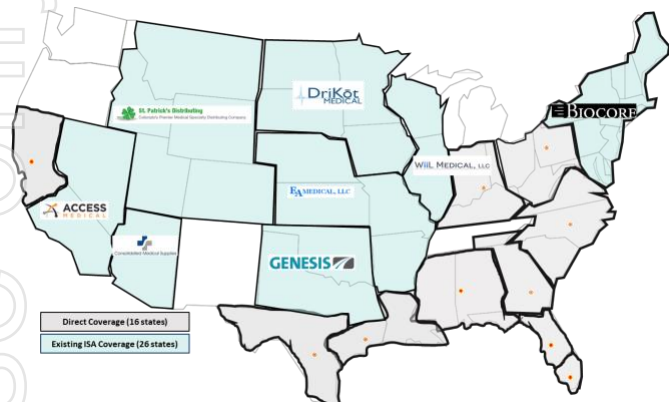 St. Patrick's Distributing
Colorado's Premier Medical Specialty Distributing Company
DriKōt
MEDICAL
BIOCORE
WiiL MEDICAL, LLC
EA MEDICAL, LLC
ACCESS
MEDICAL
Consolidated Medical Supplies
GENESIS
Direct Coverage (16 states)
Existing ISA Coverage (26 states)